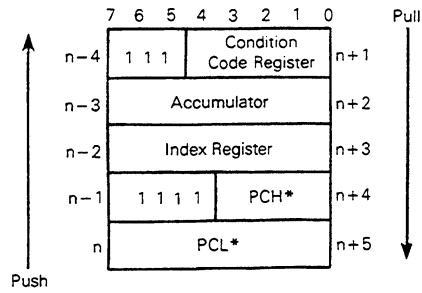 7 6 5 4 3 2 1 0 Pull
n-4 1 1 1 Condition Code Register n+1
n-3 Accumulator n+2
n-2 Index Register n+3
n-1 1 1 1 1 PCH* n+4
n PCL* n+5
Push